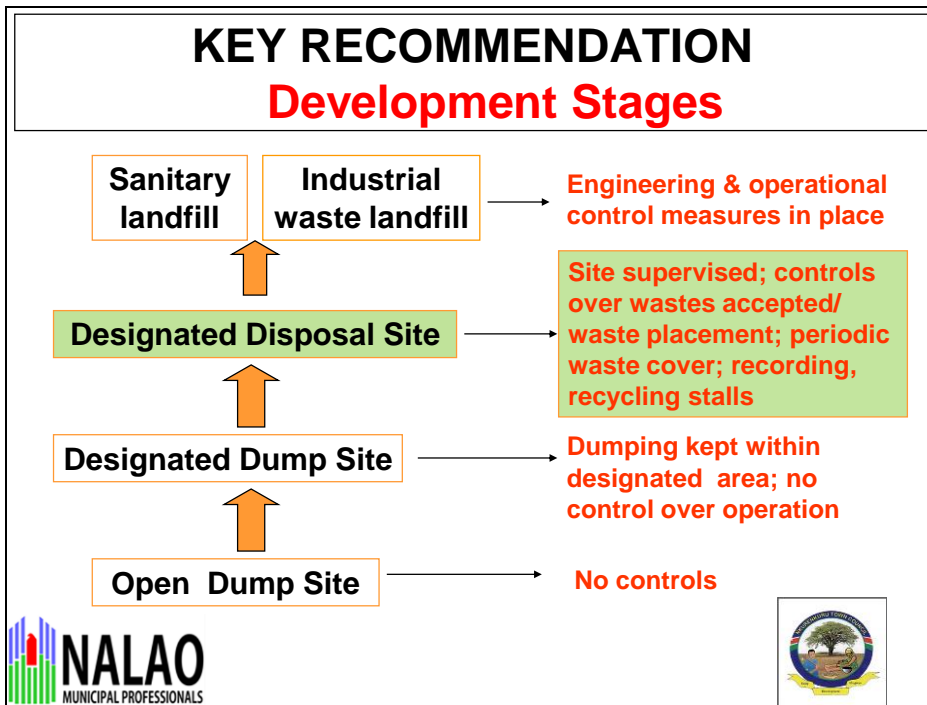 KEY RECOMMENDATION
Development Stages
Sanitary
landfill
Industrial
waste landfill
Engineering & operational
control measures in place
Designated Disposal Site
Site supervised; controls
over wastes accepted/
waste placement; periodic
waste cover; recording,
recycling stalls
Designated Dump Site
Dumping kept within
designated area; no
control over operation
Open Dump Site
No controls
NALAO
MUNICIPAL PROFESSIONALS
TOWN COUNCIL